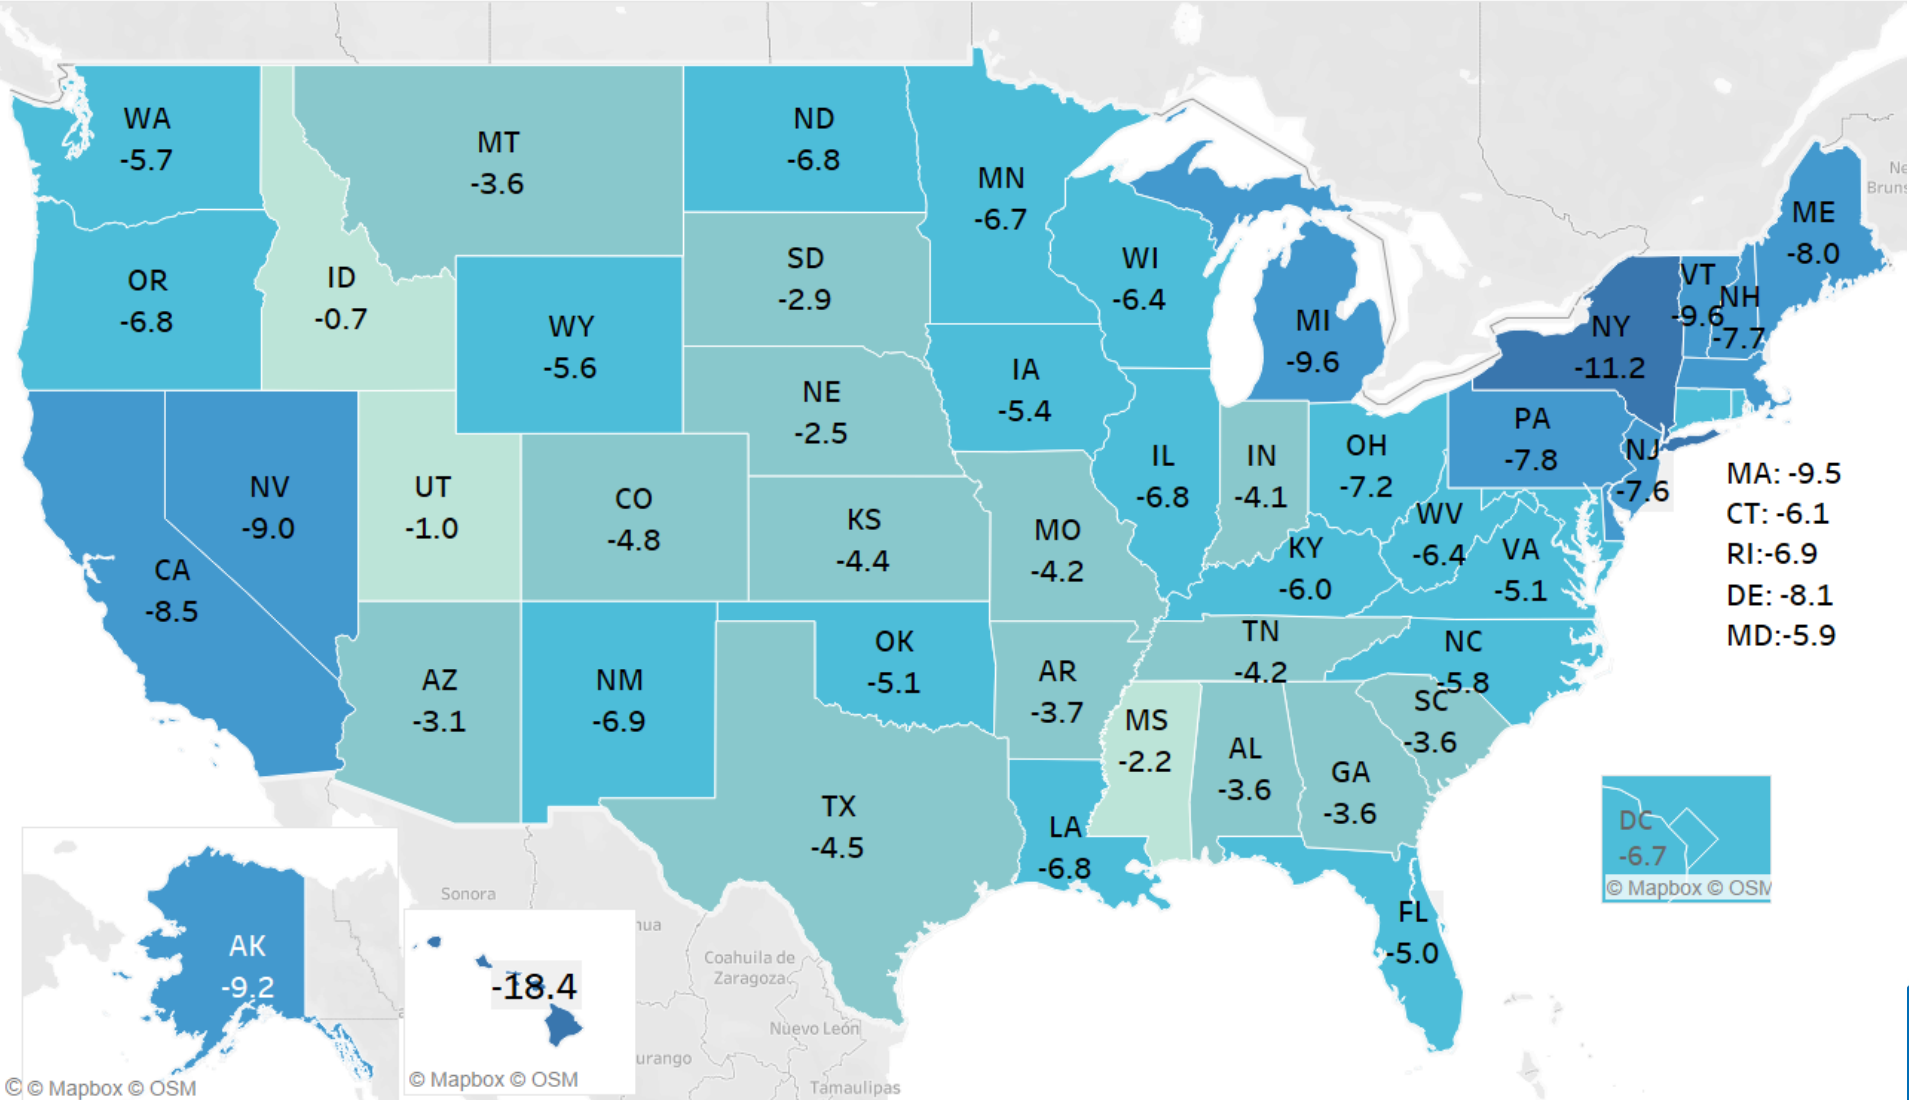 WA
-5.7
MT
-3.6
ND
-6.8
MN
-6.7
ME
-8.0
Ne
Bruns
OR
-6.8
ID
-0.7
SD
-2.9
WI
-6.4
VT
-9.6
NH
-7.7
WY
-5.6
MI
-9.6
NY
-11.2
NE
-2.5
IA
-5.4
PA
-7.8
NJ
-7.6
NV
-9.0
UT
-1.0
CO
-4.8
KS
-4.4
MO
-4.2
IL
-6.8
IN
-4.1
OH
-7.2
WV
-6.4
VA
-5.1
MA: -9.5
CT: -6.1
RI:-6.9
DE: -8.1
MD:-5.9
CA
-8.5
KY
-6.0
AZ
-3.1
NM
-6.9
OK
-5.1
AR
-3.7
TN
-4.2
NC
-5.8
SC
-3.6
MS
-2.2
AL
-3.6
GA
-3.6
TX
-4.5
LA
-6.8
FL
-5.0
DC
-6.7
© Mapbox © OSM
AK
-9.2
© © Mapbox © OSM
-18.4
© Mapbox © OSM
Sonora
hua
Coahuila de
Zaragoza
Nuevo León
urango
Tamaulipas